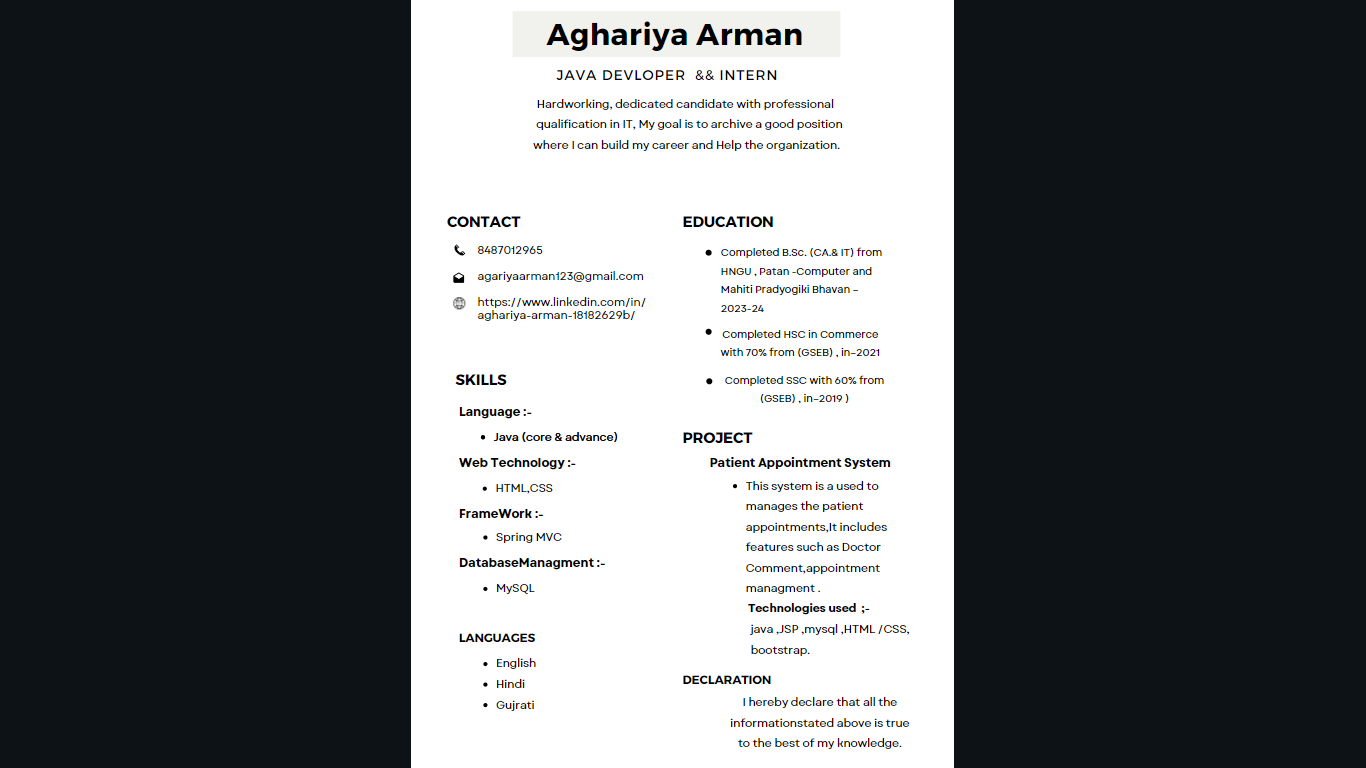 Aghariya Arman
JAVA DEVLOPER && INTERN
Hardworking, dedicated candidate with professional
qualification in IT, My goal is to archive a good position
where I can build my career and Help the organization.
CONTACT
8487012965
agariyaarman123@gmail.com
https://www.linkedin.com/in/
aghariya-arman-18182629b/
SKILLS
Language :-
• Java (core & advance)
Web Technology :-
• HTML,CSS
FrameWork :-
• Spring MVC
DatabaseManagment :-
• MySQL
LANGUAGES
• English
• Hindi
• Gujrati
EDUCATION
• Completed B.Sc. (CA.& IT) from
HNGU , Patan -Computer and
Mahiti Pradyogiki Bhavan –
2023-24
• Completed HSC in Commerce
with 70% from (GSEB) , in–2021
• Completed SSC with 60% from
(GSEB) , in–2019 )
PROJECT
Patient Appointment System
• This system is a used to
manages the patient
appointments,It includes
features such as Doctor
Comment,appointment
managment .
Technologies used ;-
java ,JSP ,mysql ,HTML /CSS,
bootstrap.
DECLARATION
I hereby declare that all the
informationstated above is true
to the best of my knowledge.